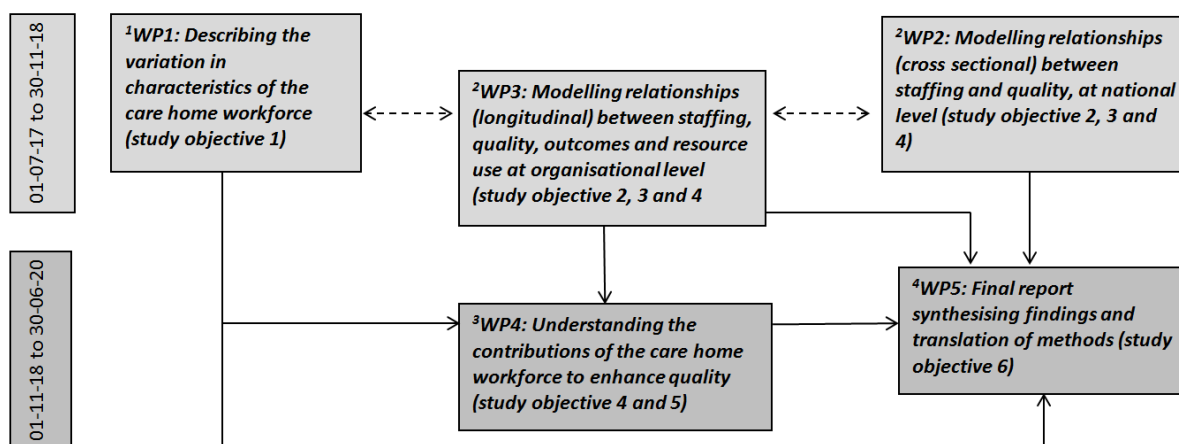 01-07-17 to 30-11-18
¹WP1: Describing the
variation in
characteristics of the
care home workforce
(study objective 1)
²WP3: Modelling relationships
(longitudinal) between staffing,
quality, outcomes and resource
use at organisational level
(study objective 2, 3 and 4
²WP2: Modelling relationships
(cross sectional) between
staffing and quality, at national
level (study objective 2, 3 and
4)
01-11-18 to 30-06-20
³WP4: Understanding the
contributions of the care home
workforce to enhance quality
(study objective 4 and 5)
⁴WP5: Final report
synthesising findings and
translation of methods (study
objective 6)